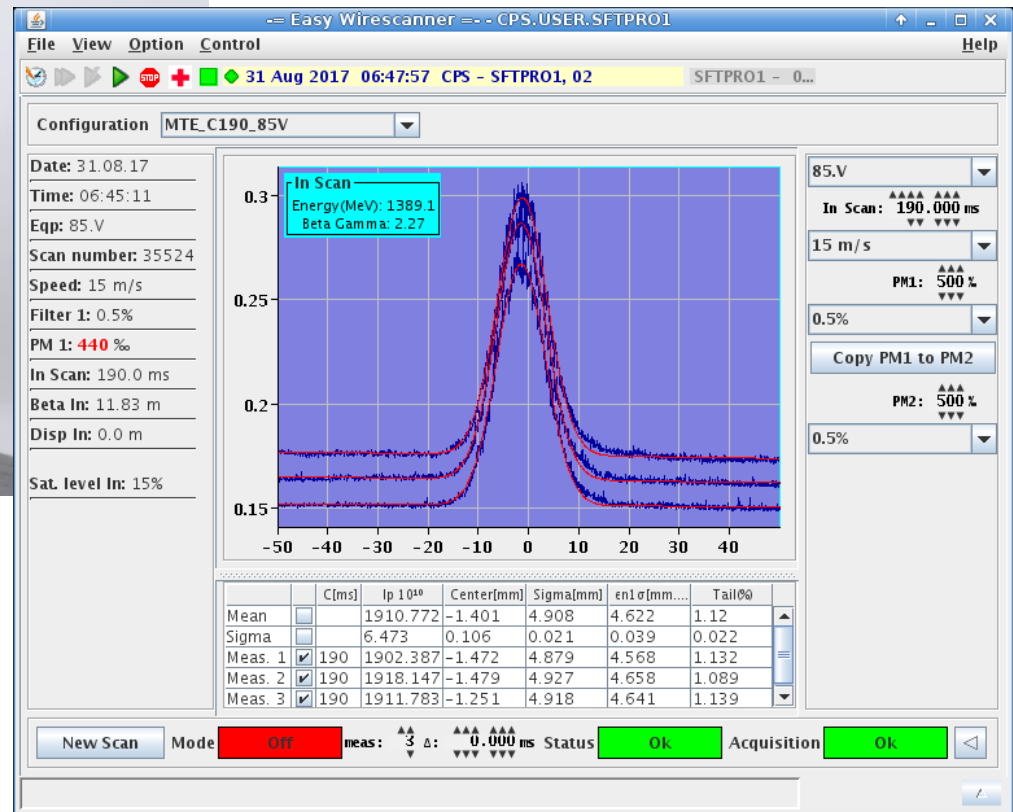 -= Easy Wirescanner =- - CPS.USER.SFTPRO1
File View Option Control Help
STOP 31 Aug 2017 06:47:57 CPS - SFTPRO1, 02 SFTPRO1 - 0...
Configuration MTE_C190_85V
Date: 31.08.17
Time: 06:45:11
Eqp: 85.V
Scan number: 35524
Speed: 15 m/s
Filter 1: 0.5%
PM 1: 440 ‰
In Scan: 190.0 ms
Beta In: 11.83 m
Disp In: 0.0 m
Sat. level In: 15%
In Scan
Energy(MeV): 1389.1
Beta Gamma: 2.27
0.3
0.25
0.2
0.15
-50 -40 -30 -20 -10 0 10 20 30 40
85.V
In Scan: 190.000 ms
15 m/s
PM1: 500 ‰
0.5%
Copy PM1 to PM2
PM2: 500 ‰
0.5%
C[ms] Ip 10¹⁰ Center[mm] Sigma[mm] εn1σ[mm.... Tail(%)
Mean 1910.772 -1.401 4.908 4.622 1.12
Sigma 6.473 0.106 0.021 0.039 0.022
Meas. 1 190 1902.387 -1.472 4.879 4.568 1.132
Meas. 2 190 1918.147 -1.479 4.927 4.658 1.089
Meas. 3 190 1911.783 -1.251 4.918 4.641 1.139
New Scan Mode Off meas: 3 Δ: 0.000 ms Status Ok Acquisition Ok